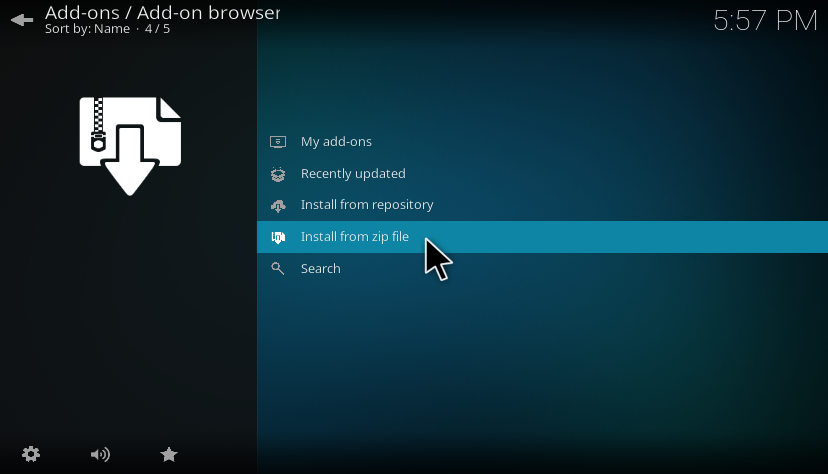 Add-ons / Add-on browser
Sort by: Name · 4 / 5
5:57 PM
My add-ons
Recently updated
Install from repository
Install from zip file
Search